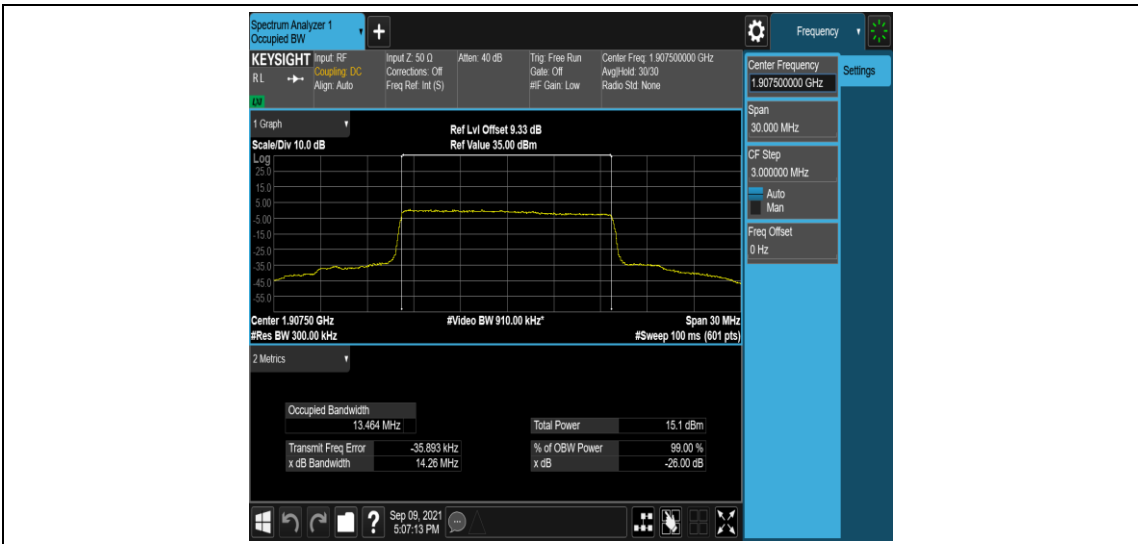 Spectrum Analyzer 1
Occupied BW
+
Frequency
KEYSIGHT
RL
LXI
Input: RF
Coupling: DC
Align: Auto
Input Z: 50 Ω
Corrections: Off
Freq Ref: Int (S)
Atten: 40 dB
Trig: Free Run
Gate: Off
#IF Gain: Low
Center Freq: 1.907500000 GHz
Avg|Hold: 30/30
Radio Std: None
Center Frequency
1.907500000 GHz
Settings
Span
30.000 MHz
CF Step
3.000000 MHz
Auto
Man
Freq Offset
0 Hz
1 Graph
Scale/Div 10.0 dB
Ref Lvl Offset 9.33 dB
Ref Value 35.00 dBm
Log
25.0
15.0
5.00
-5.00
-15.0
-25.0
-35.0
-45.0
-55.0
Center 1.90750 GHz
#Res BW 300.00 kHz
#Video BW 910.00 kHz*
Span 30 MHz
#Sweep 100 ms (601 pts)
2 Metrics
Occupied Bandwidth
13.464 MHz
Total Power 15.1 dBm
Transmit Freq Error -35.893 kHz
% of OBW Power 99.00 %
x dB Bandwidth 14.26 MHz
x dB -26.00 dB
?
Sep 09, 2021
5:07:13 PM